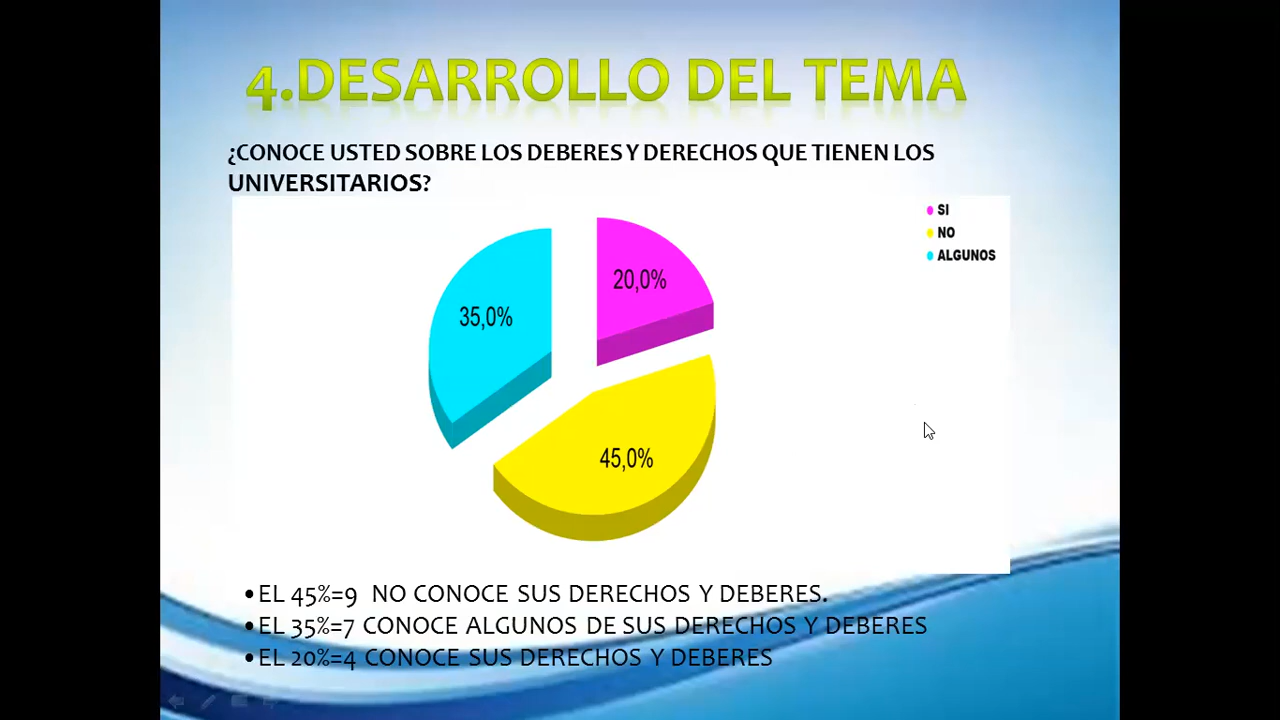 4.DESARROLLO DEL TEMA
¿CONOCE USTED SOBRE LOS DEBERES Y DERECHOS QUE TIENEN LOS
UNIVERSITARIOS?
SI
NO
ALGUNOS
20,0%
35,0%
45,0%
•EL 45%=9 NO CONOCE SUS DERECHOS Y DEBERES.
•EL 35%=7 CONOCE ALGUNOS DE SUS DERECHOS Y DEBERES
•EL 20%=4 CONOCE SUS DERECHOS Y DEBERES